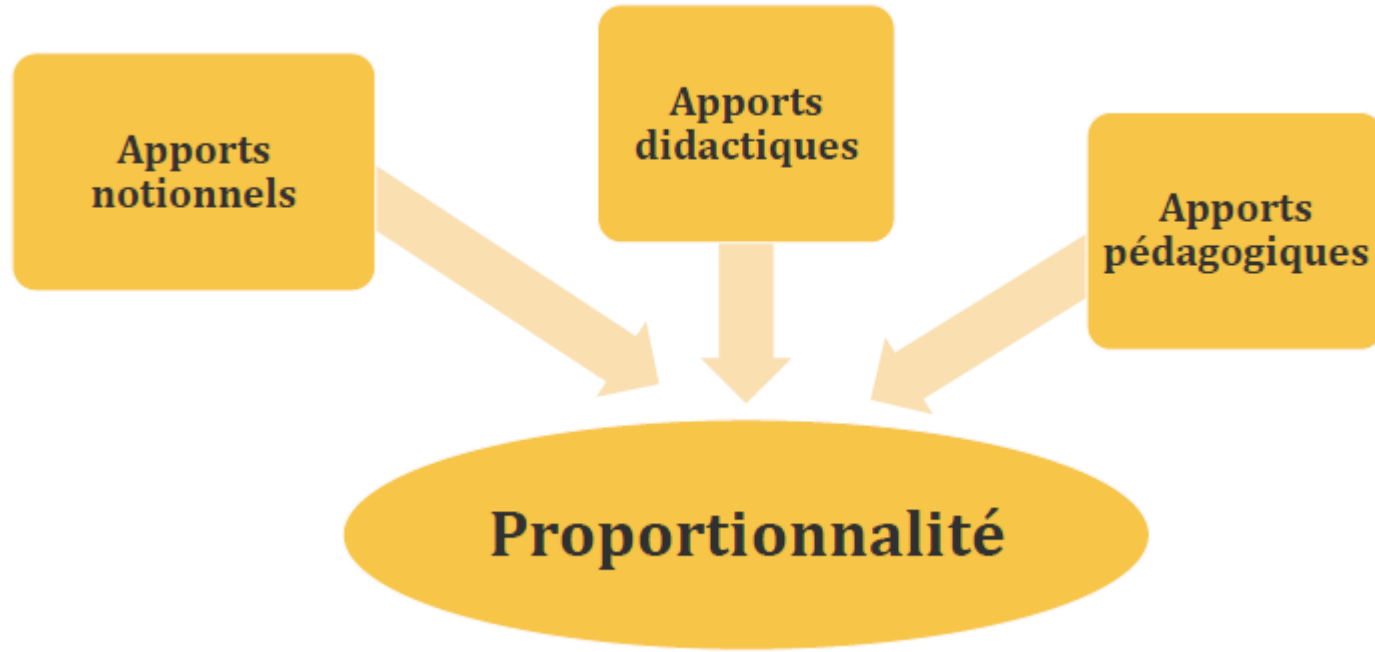 Apports
notionnels
Apports
didactiques
Apports
pédagogiques
Proportionnalité